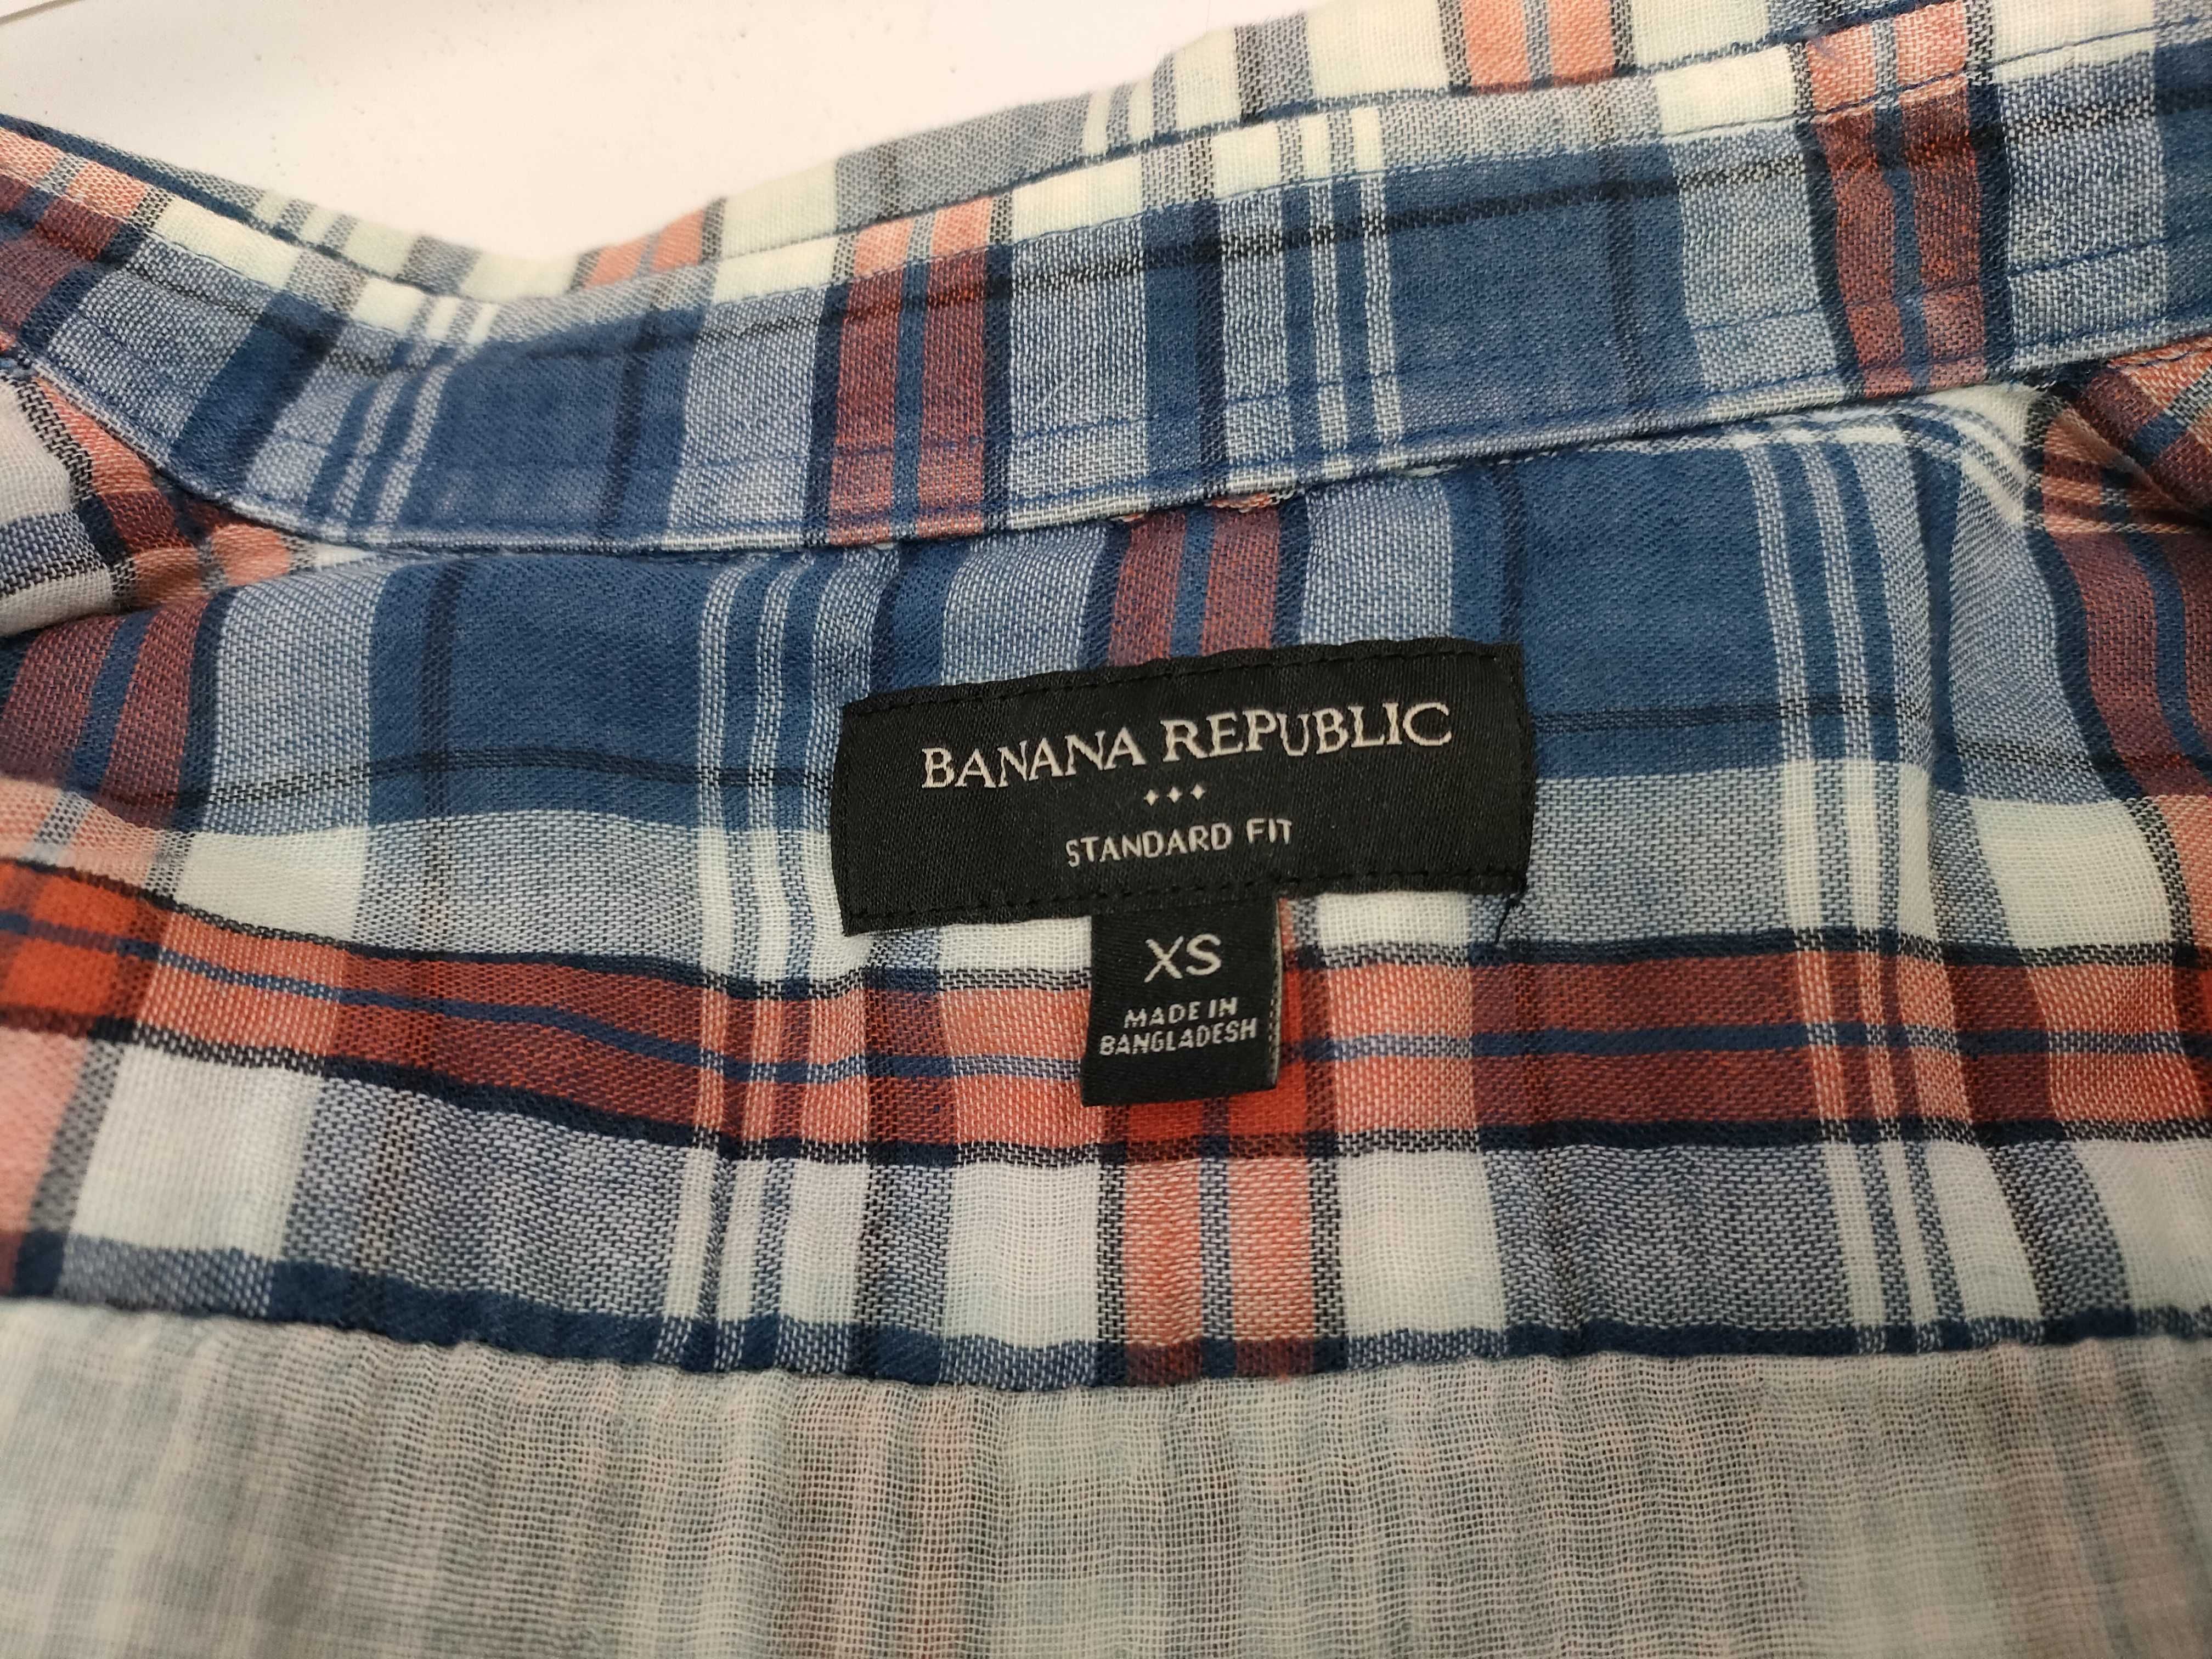 BANANA REPUBLIC
STANDARD FIT
XS
MADE IN
BANGLADESH